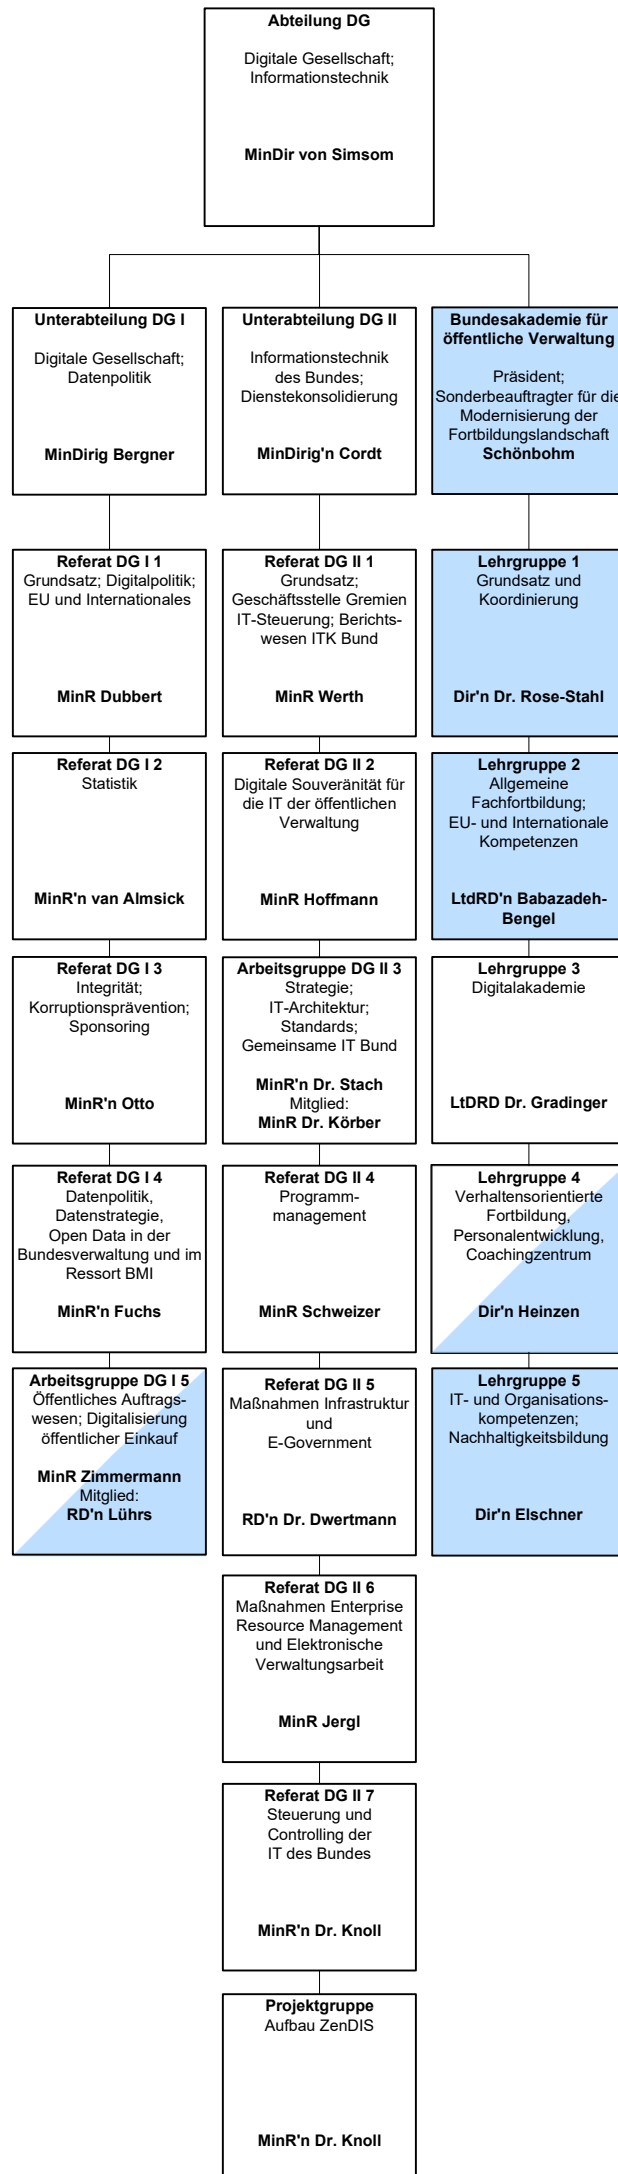 Abteilung DG
Digitale Gesellschaft;
Informationstechnik
MinDir von Simsom
Unterabteilung DG I
Digitale Gesellschaft;
Datenpolitik
MinDirig Bergner
Unterabteilung DG II
Informationstechnik
des Bundes;
Dienstekonsolidierung
MinDirig'n Cordt
Bundesakademie für
öffentliche Verwaltung
Präsident;
Sonderbeauftragter für die
Modernisierung der
Fortbildungslandschaft
Schönbohm
Referat DG I 1
Grundsatz; Digitalpolitik;
EU und Internationales
MinR Dubbert
Referat DG II 1
Grundsatz;
Geschäftsstelle Gremien
IT-Steuerung; Berichts-
wesen ITK Bund
MinR Werth
Lehrgruppe 1
Grundsatz und
Koordinierung
Dir'n Dr. Rose-Stahl
Referat DG I 2
Statistik
MinR'n van Almsick
Referat DG II 2
Digitale Souveränität für
die IT der öffentlichen
Verwaltung
MinR Hoffmann
Lehrgruppe 2
Allgemeine
Fachfortbildung;
EU- und Internationale
Kompetenzen
LtdRD'n Babazadeh-
Bengel
Referat DG I 3
Integrität;
Korruptionsprävention;
Sponsoring
MinR'n Otto
Arbeitsgruppe DG II 3
Strategie;
IT-Architektur;
Standards;
Gemeinsame IT Bund
MinR'n Dr. Stach
Mitglied:
MinR Dr. Körber
Lehrgruppe 3
Digitalakademie
LtDRD Dr. Gradinger
Referat DG I 4
Datenpolitik,
Datenstrategie,
Open Data in der
Bundesverwaltung und im
Ressort BMI
MinR'n Fuchs
Referat DG II 4
Programm-
management
MinR Schweizer
Lehrgruppe 4
Verhaltensorientierte
Fortbildung,
Personalentwicklung,
Coachingzentrum
Dir'n Heinzen
Arbeitsgruppe DG I 5
Öffentliches Auftrags-
wesen; Digitalisierung
öffentlicher Einkauf
MinR Zimmermann
Mitglied:
RD'n Lührs
Referat DG II 5
Maßnahmen Infrastruktur
und
E-Government
RD'n Dr. Dwertmann
Lehrgruppe 5
IT- und Organisations-
kompetenzen;
Nachhaltigkeitsbildung
Dir'n Elschner
Referat DG II 6
Maßnahmen Enterprise
Resource Management
und Elektronische
Verwaltungsarbeit
MinR Jergl
Referat DG II 7
Steuerung und
Controlling der
IT des Bundes
MinR'n Dr. Knoll
Projektgruppe
Aufbau ZenDIS
MinR'n Dr. Knoll